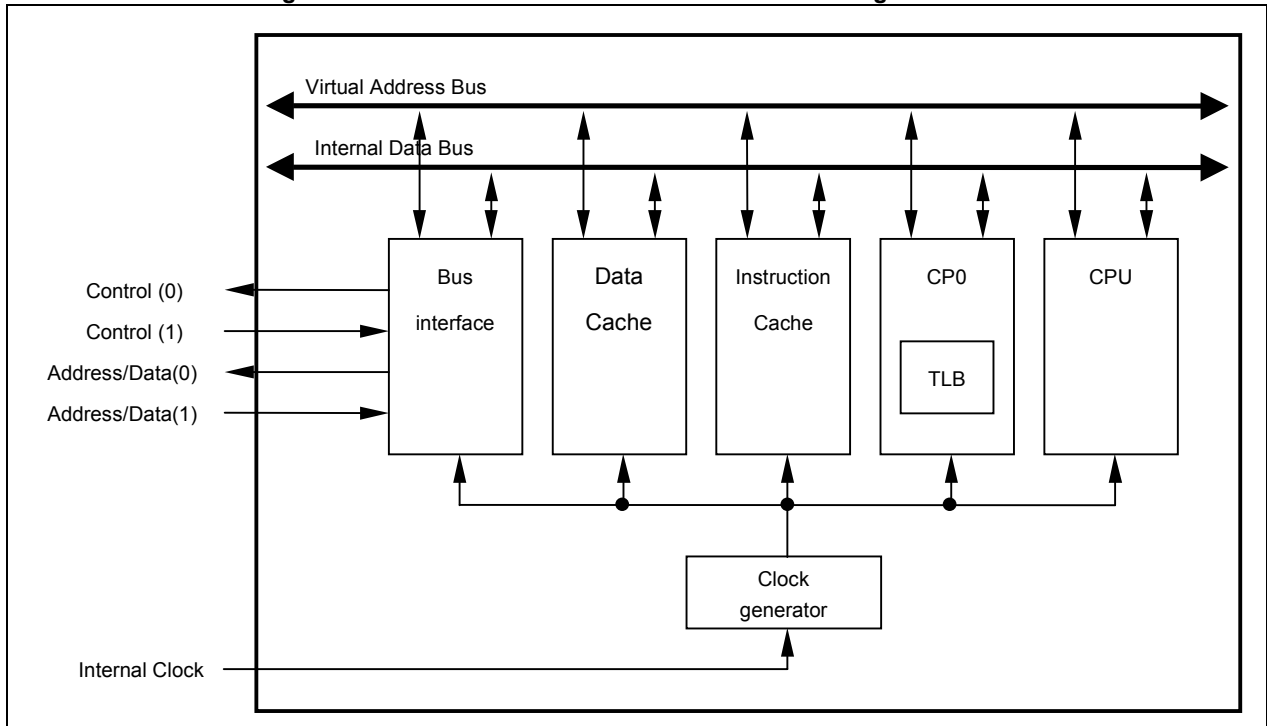 Virtual Address Bus
Internal Data Bus
Bus
interface
Data
Cache
Instruction
Cache
CP0
TLB
CPU
Control (0)
Control (1)
Address/Data(0)
Address/Data(1)
Clock
generator
Internal Clock